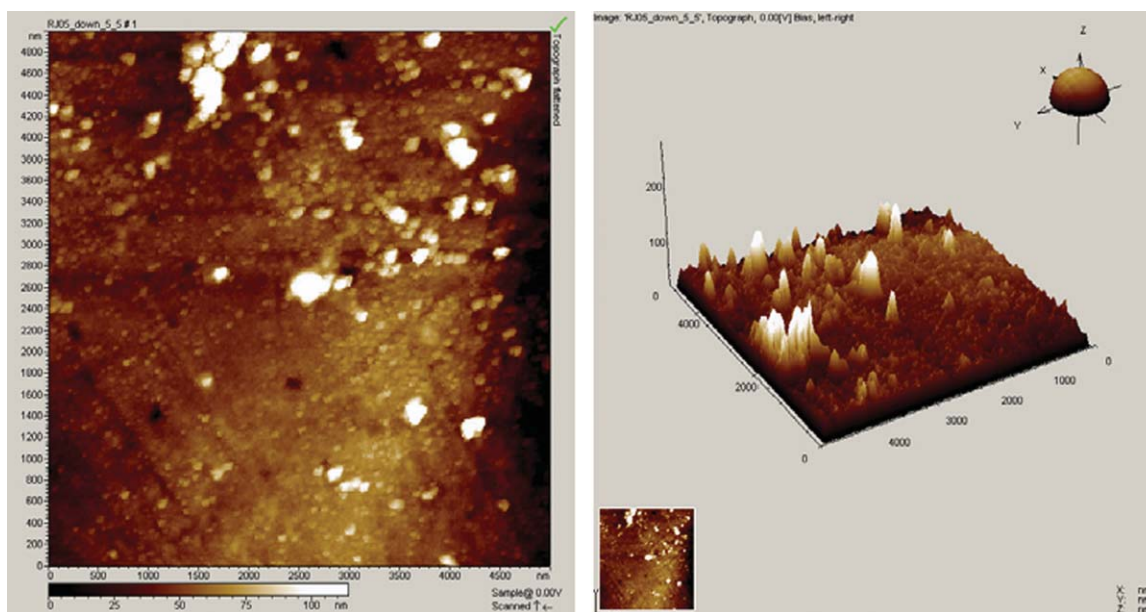 RJ05_down_5_5 # 1
nm
4800
4600
4400
4200
4000
3800
3600
3400
3200
3000
2800
2600
2400
2200
2000
1800
1600
1400
1200
1000
800
600
400
200
0
Topograph flattened
0 500 1000 1500 2000 2500 3000 3500 4000 4500 nm
0 25 50 75 100 nm
Sample@ 0.00V
Scanned ↑ ←
Image: 'RJ05_down_5_5', Topograph, 0.00[V] Bias, left-right
Z
X
Y
200
100
0
4000
2000
0
4000
3000
2000
1000
0
X:
Y:
Z: